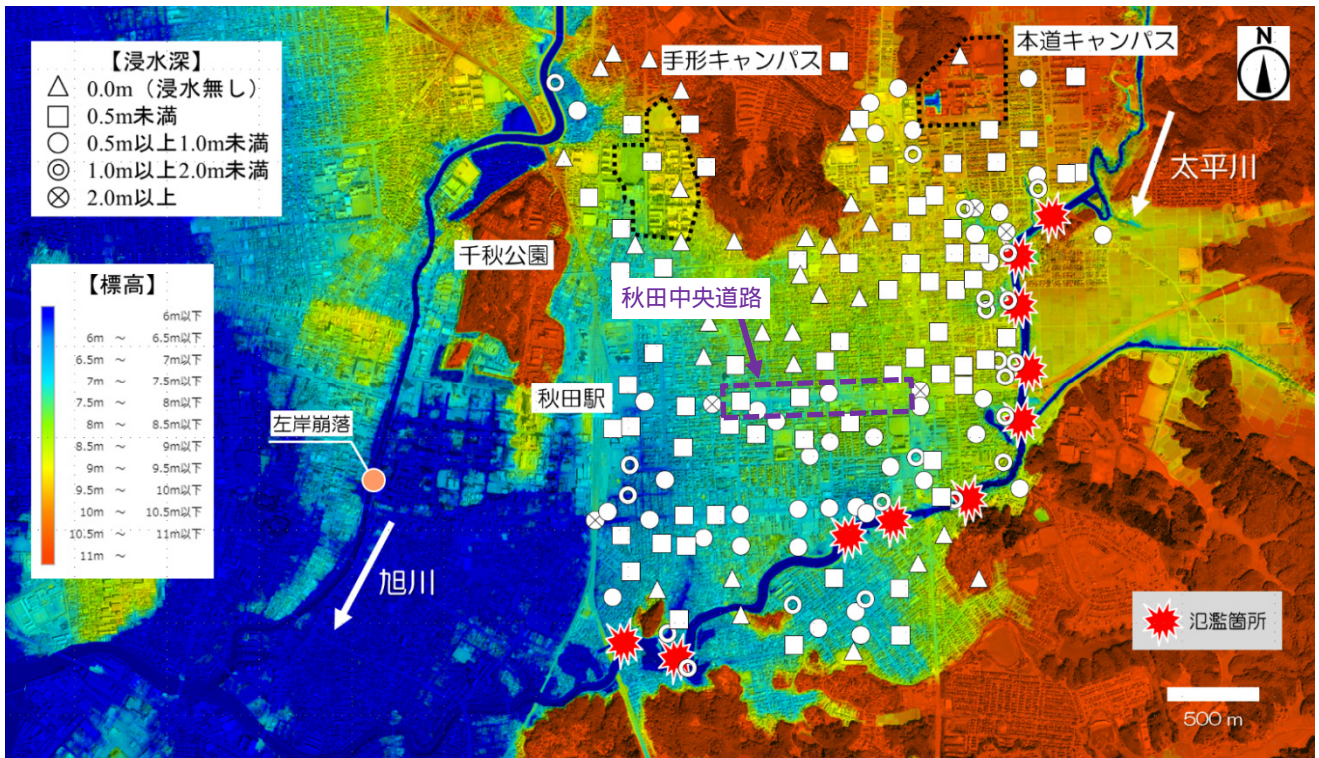 【浸水深】
0.0m（浸水無し）
0.5m未満
0.5m以上1.0m未満
1.0m以上2.0m未満
2.0m以上
手形キャンパス
本道キャンパス
N
太平川
千秋公園
秋田中央道路
【標高】
6m以下
6m ～ 6.5m以下
6.5m ～ 7m以下
7m ～ 7.5m以下
7.5m ～ 8m以下
8m ～ 8.5m以下
8.5m ～ 9m以下
9m ～ 9.5m以下
9.5m ～ 10m以下
10m ～ 10.5m以下
10.5m ～ 11m以下
11m ～
秋田駅
左岸崩落
旭川
氾濫箇所
500 m